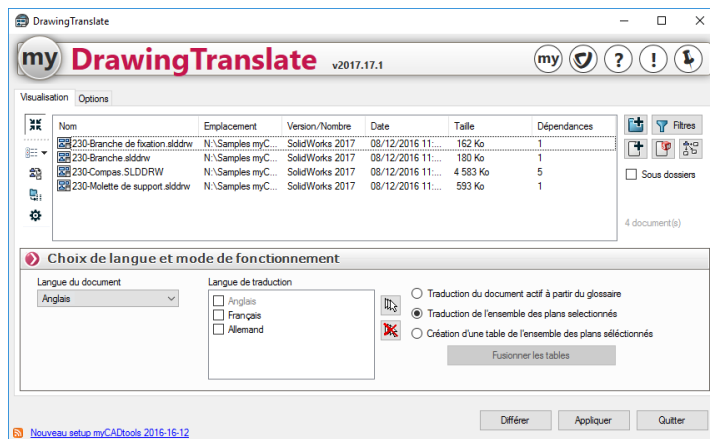 DrawingTranslate
my DrawingTranslate v2017.17.1 my ? !
Visualisation Options
Nom Emplacement Version/Nombre Date Taille Dépendances
230-Branche de fixation.slddrw N:\Samples myC... SolidWorks 2017 08/12/2016 11:... 162 Ko 1
230-Branche.slddrw N:\Samples myC... SolidWorks 2017 08/12/2016 11:... 180 Ko 1
230-Compas.SLDDRW N:\Samples myC... SolidWorks 2017 08/12/2016 11:... 4 583 Ko 5
230-Molette de support.slddrw N:\Samples myC... SolidWorks 2017 08/12/2016 11:... 593 Ko 1
Filtres
Sous dossiers
4 document(s)
Choix de langue et mode de fonctionnement
Langue du document
Anglais
Langue de traduction
Anglais
Français
Allemand
Traduction du document actif à partir du glossaire
Traduction de l'ensemble des plans selectionnés
Création d'une table de l'ensemble des plans séléctionnés
Fusionner les tables
Différer Appliquer Quitter
Nouveau setup myCADtools 2016-16-12